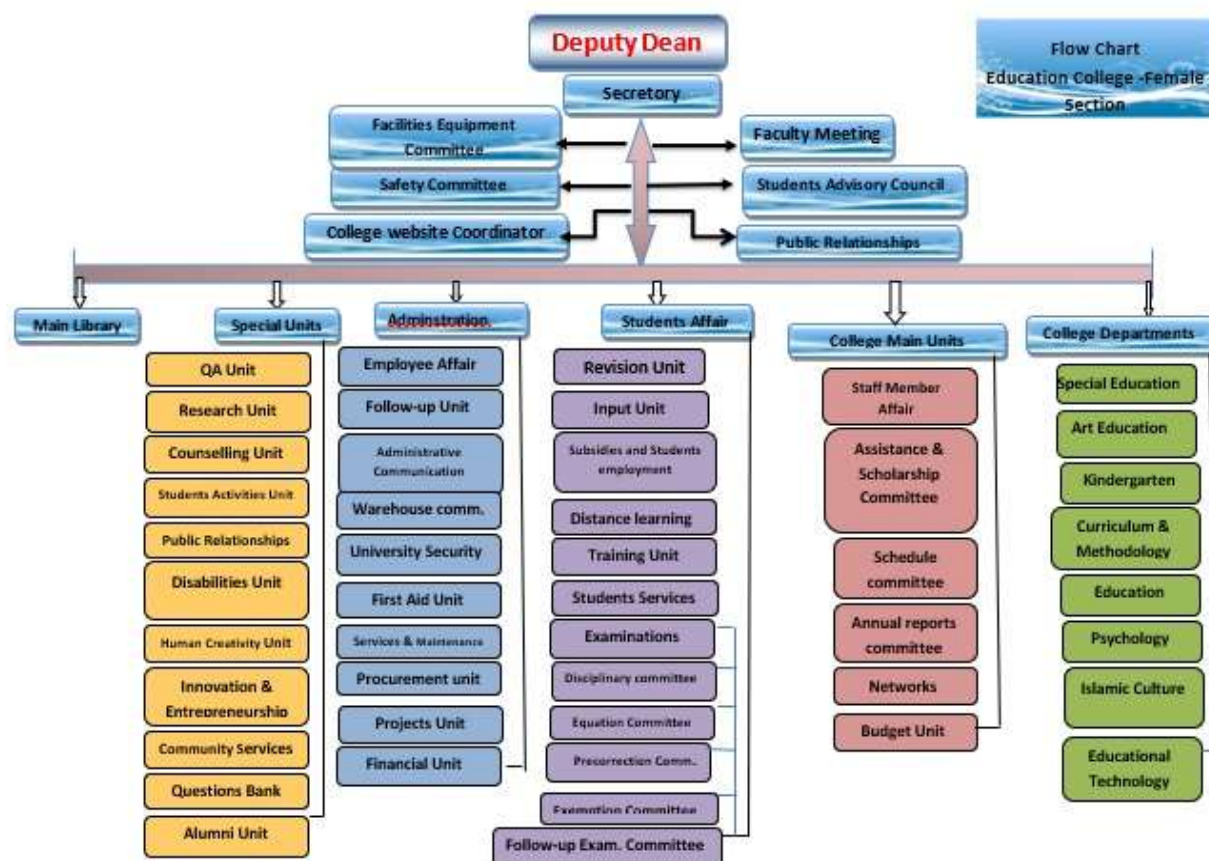 Deputy Dean
Flow Chart
Education College -Female
Section
Secretory
Facilities Equipment
Committee
Faculty Meeting
Safety Committee
Students Advisory Council
College website Coordinator
Public Relationships
Main Library
Special Units
Adminstration
Students Affair
College Main Units
College Departments
QA Unit
Research Unit
Counselling Unit
Students Activities Unit
Public Relationships
Disabilities Unit
Human Creativity Unit
Innovation &
Entrepreneurship
Community Services
Questions Bank
Alumni Unit
Employee Affair
Follow-up Unit
Administrative
Communication
Warehouse comm.
University Security
First Aid Unit
Services & Maintenance
Procurement unit
Projects Unit
Financial Unit
Revision Unit
Input Unit
Subsidies and Students
employment
Distance learning
Training Unit
Students Services
Examinations
Disciplinary committee
Equation Committee
Precorrection Comm.
Exemption Committee
Follow-up Exam. Committee
Staff Member
Affair
Assistance &
Scholarship
Committee
Schedule
committee
Annual reports
committee
Networks
Budget Unit
Special Education
Art Education
Kindergarten
Curriculum &
Methodology
Education
Psychology
Islamic Culture
Educational
Technology